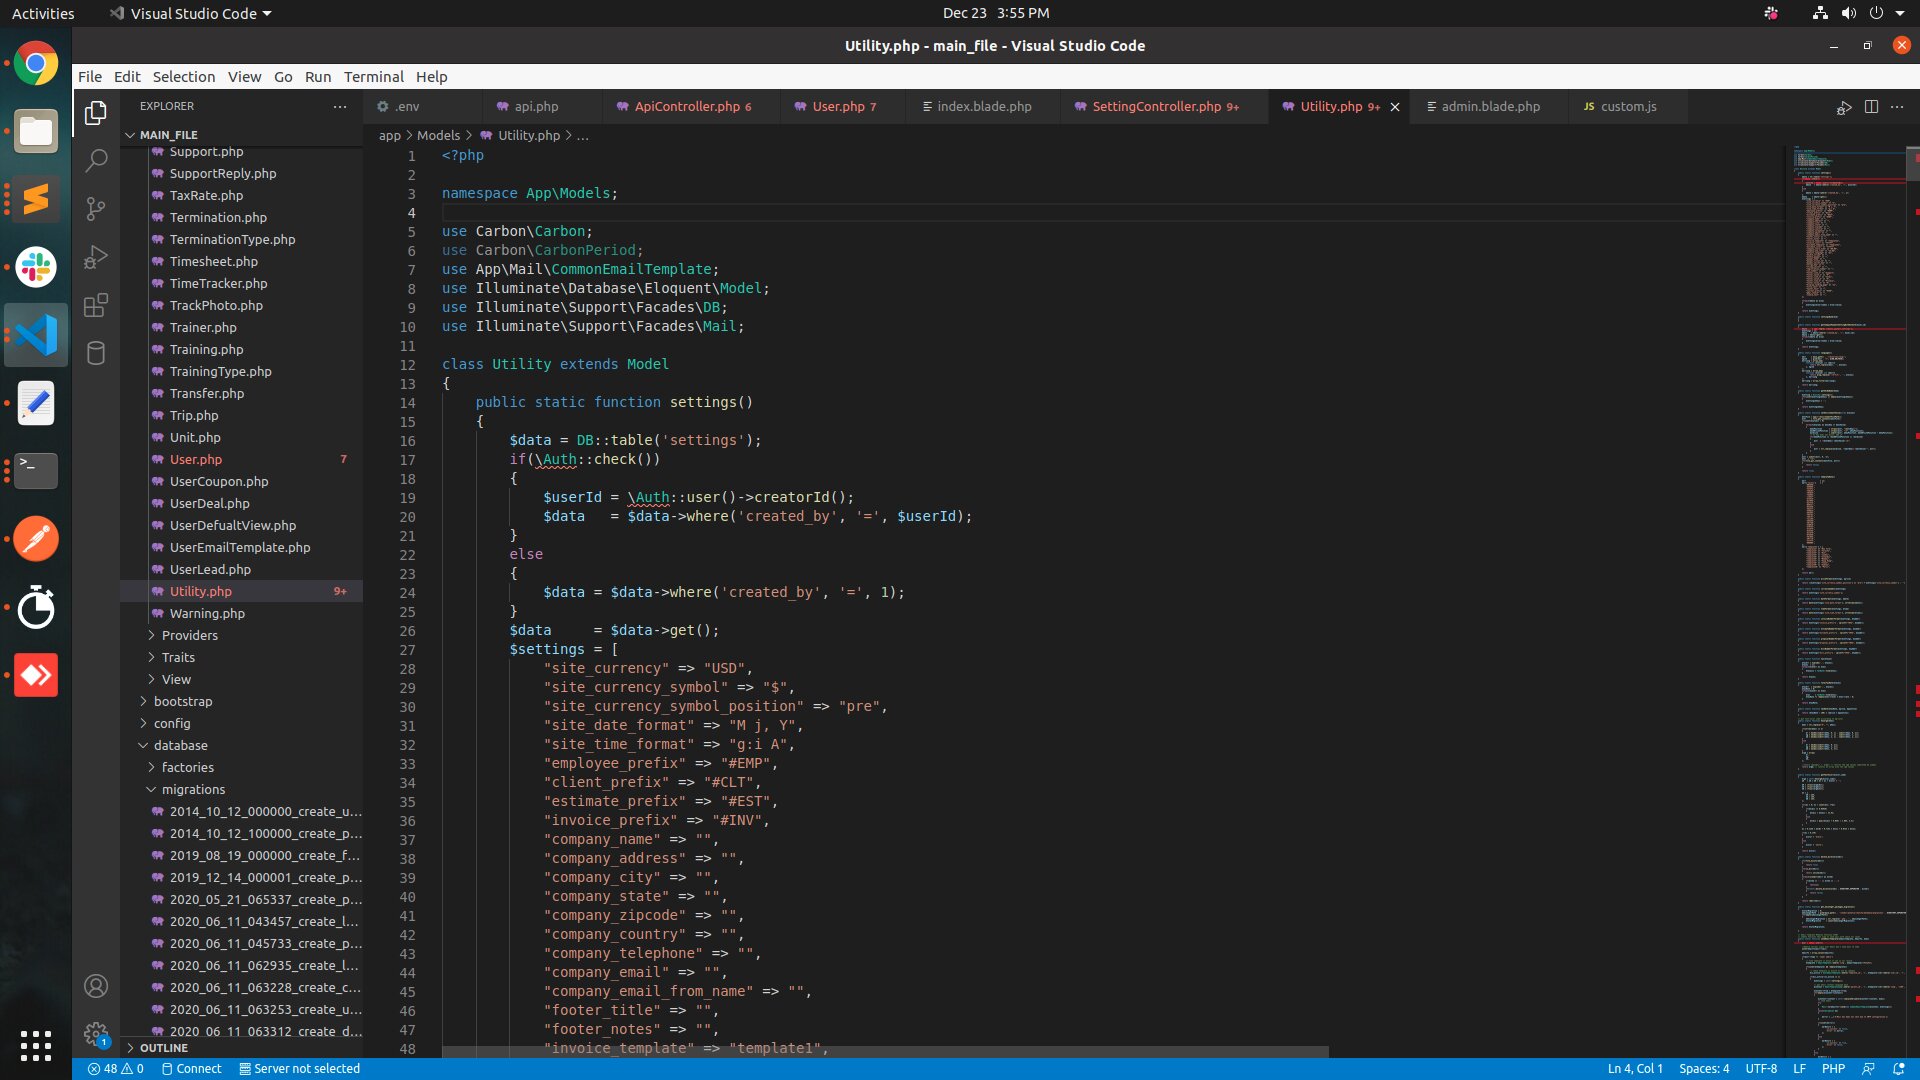 Activities
Visual Studio Code
Dec 23 3:55 PM
Utility.php - main_file - Visual Studio Code
File Edit Selection View Go Run Terminal Help
EXPLORER
.env
api.php
ApiController.php 6
User.php 7
index.blade.php
SettingController.php 9+
Utility.php 9+
admin.blade.php
JS custom.js
MAIN_FILE
Support.php
SupportReply.php
TaxRate.php
Termination.php
TerminationType.php
Timesheet.php
TimeTracker.php
TrackPhoto.php
Trainer.php
Training.php
TrainingType.php
Transfer.php
Trip.php
Unit.php
User.php 7
UserCoupon.php
UserDeal.php
UserDefualtView.php
UserEmailTemplate.php
UserLead.php
Utility.php 9+
Warning.php
Providers
Traits
View
bootstrap
config
database
factories
migrations
2014_10_12_000000_create_u...
2014_10_12_100000_create_p...
2019_08_19_000000_create_f...
2019_12_14_000001_create_p...
2020_05_21_065337_create_p...
2020_06_11_043457_create_l...
2020_06_11_045733_create_p...
2020_06_11_062935_create_l...
2020_06_11_063228_create_c...
2020_06_11_063253_create_u...
2020_06_11_063312_create_d...
OUTLINE
app > Models > Utility.php > ...
1 <?php
2
3 namespace App\Models;
4
5 use Carbon\Carbon;
6 use Carbon\CarbonPeriod;
7 use App\Mail\CommonEmailTemplate;
8 use Illuminate\Database\Eloquent\Model;
9 use Illuminate\Support\Facades\DB;
10 use Illuminate\Support\Facades\Mail;
11
12 class Utility extends Model
13 {
14 public static function settings()
15 {
16 $data = DB::table('settings');
17 if(\Auth::check())
18 {
19 $userId = \Auth::user()->creatorId();
20 $data   = $data->where('created_by', '=', $userId);
21 }
22 else
23 {
24 $data = $data->where('created_by', '=', 1);
25 }
26 $data     = $data->get();
27 $settings = [
28 "site_currency" => "USD",
29 "site_currency_symbol" => "$",
30 "site_currency_symbol_position" => "pre",
31 "site_date_format" => "M j, Y",
32 "site_time_format" => "g:i A",
33 "employee_prefix" => "#EMP",
34 "client_prefix" => "#CLT",
35 "estimate_prefix" => "#EST",
36 "invoice_prefix" => "#INV",
37 "company_name" => "",
38 "company_address" => "",
39 "company_city" => "",
40 "company_state" => "",
41 "company_zipcode" => "",
42 "company_country" => "",
43 "company_telephone" => "",
44 "company_email" => "",
45 "company_email_from_name" => "",
46 "footer_title" => "",
47 "footer_notes" => "",
48 "invoice_template" => "template1",
1
48 0 Connect Server not selected
Ln 4, Col 1 Spaces: 4 UTF-8 LF PHP